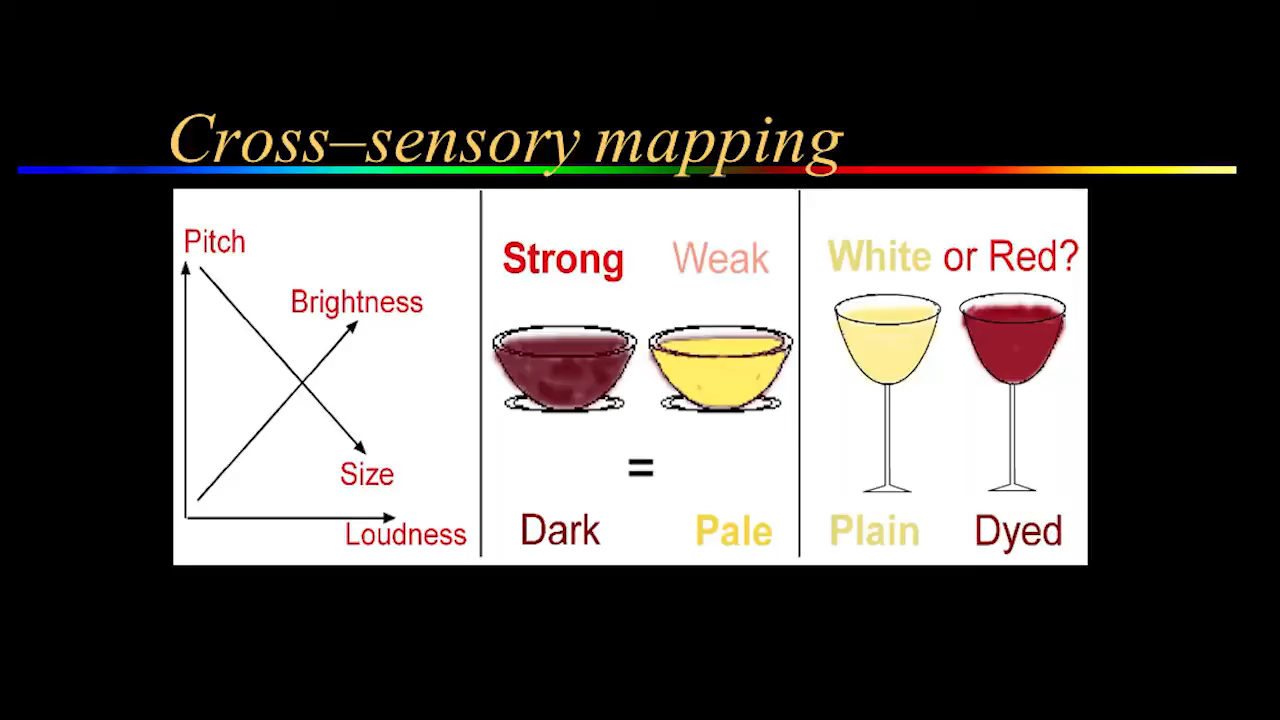 Cross–sensory mapping
Pitch
Brightness
Size
Loudness
Strong Weak
=
Dark Pale
White or Red?
Plain Dyed